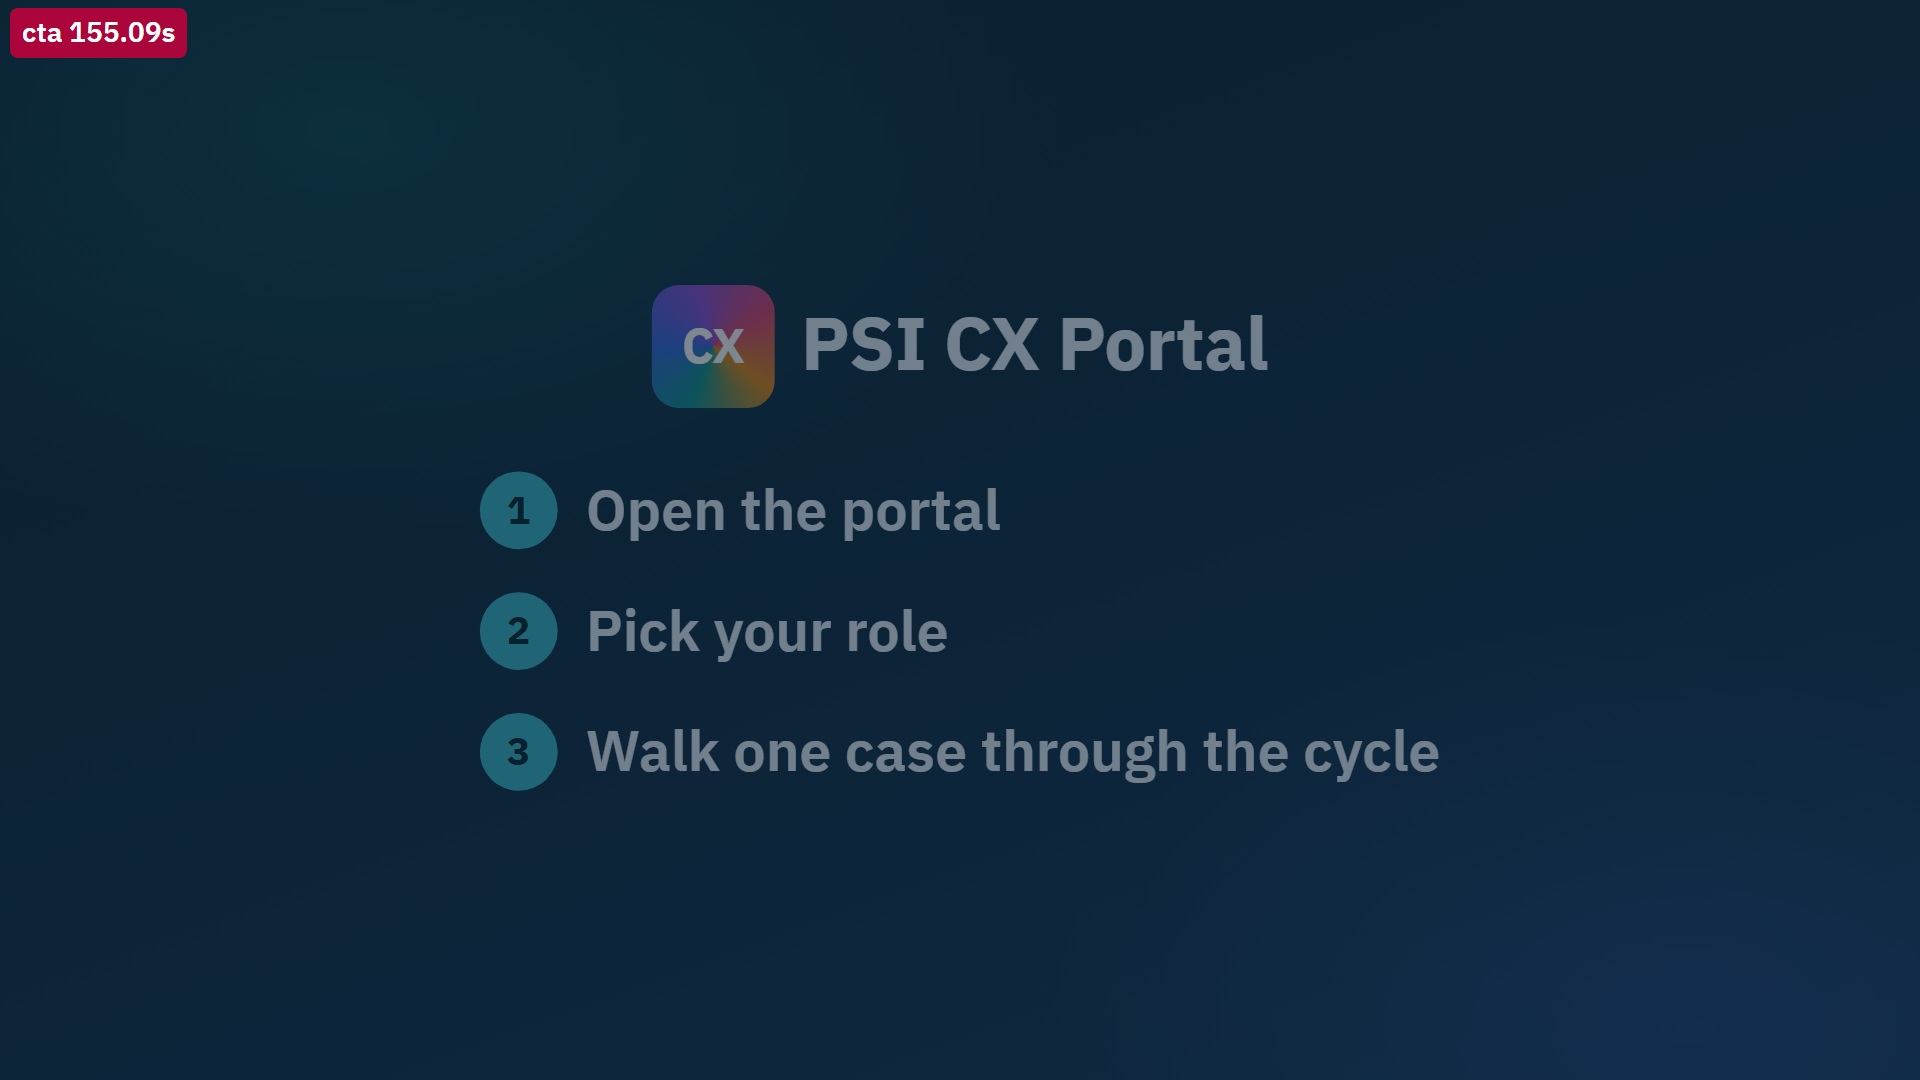 cta 155.09s
CX PSI CX Portal
1 Open the portal
2 Pick your role
3 Walk one case through the cycle